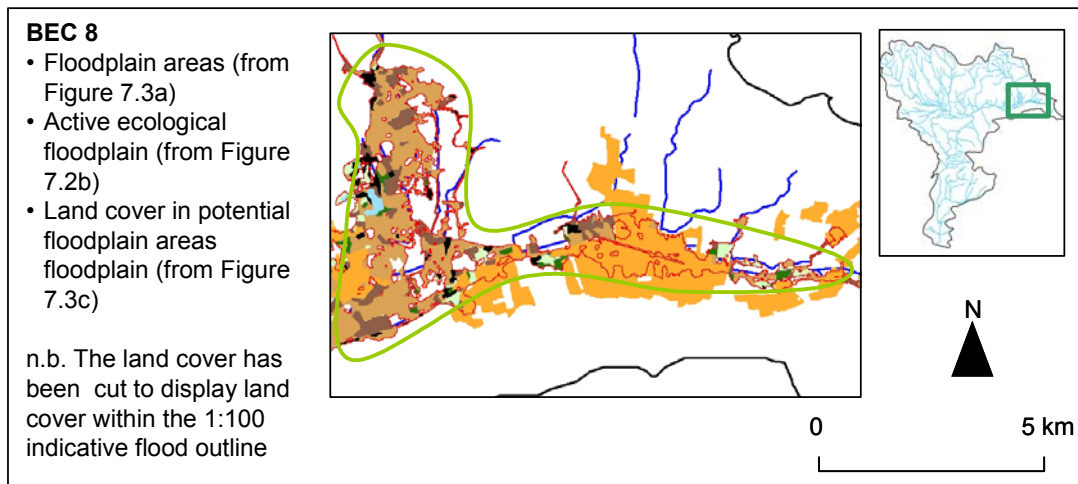 BEC 8
• Floodplain areas (from
Figure 7.3a)
• Active ecological
floodplain (from Figure
7.2b)
• Land cover in potential
floodplain areas
floodplain (from Figure
7.3c)
n.b. The land cover has
been cut to display land
cover within the 1:100
indicative flood outline
N
0 5 km